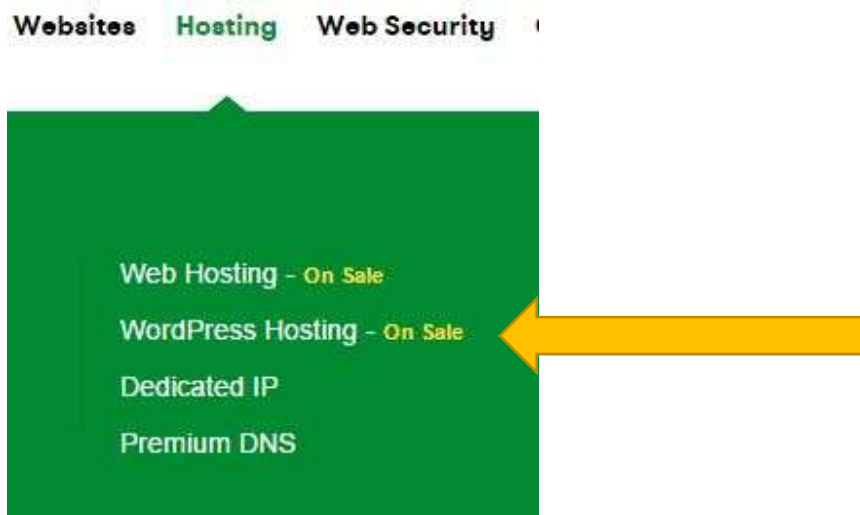 Websites Hosting Web Security
Web Hosting - On Sale
WordPress Hosting - On Sale
Dedicated IP
Premium DNS